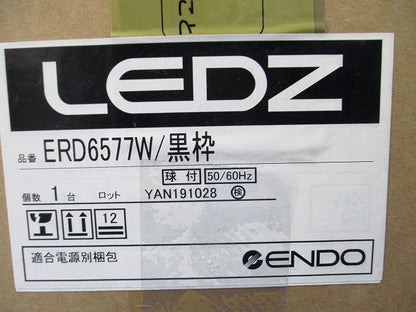 LEDZ
品番 ERD6577W/黒枠
球付 50/60Hz
個数 1台 ロット YAN191028 検
12
適合電源別梱包
ENDO